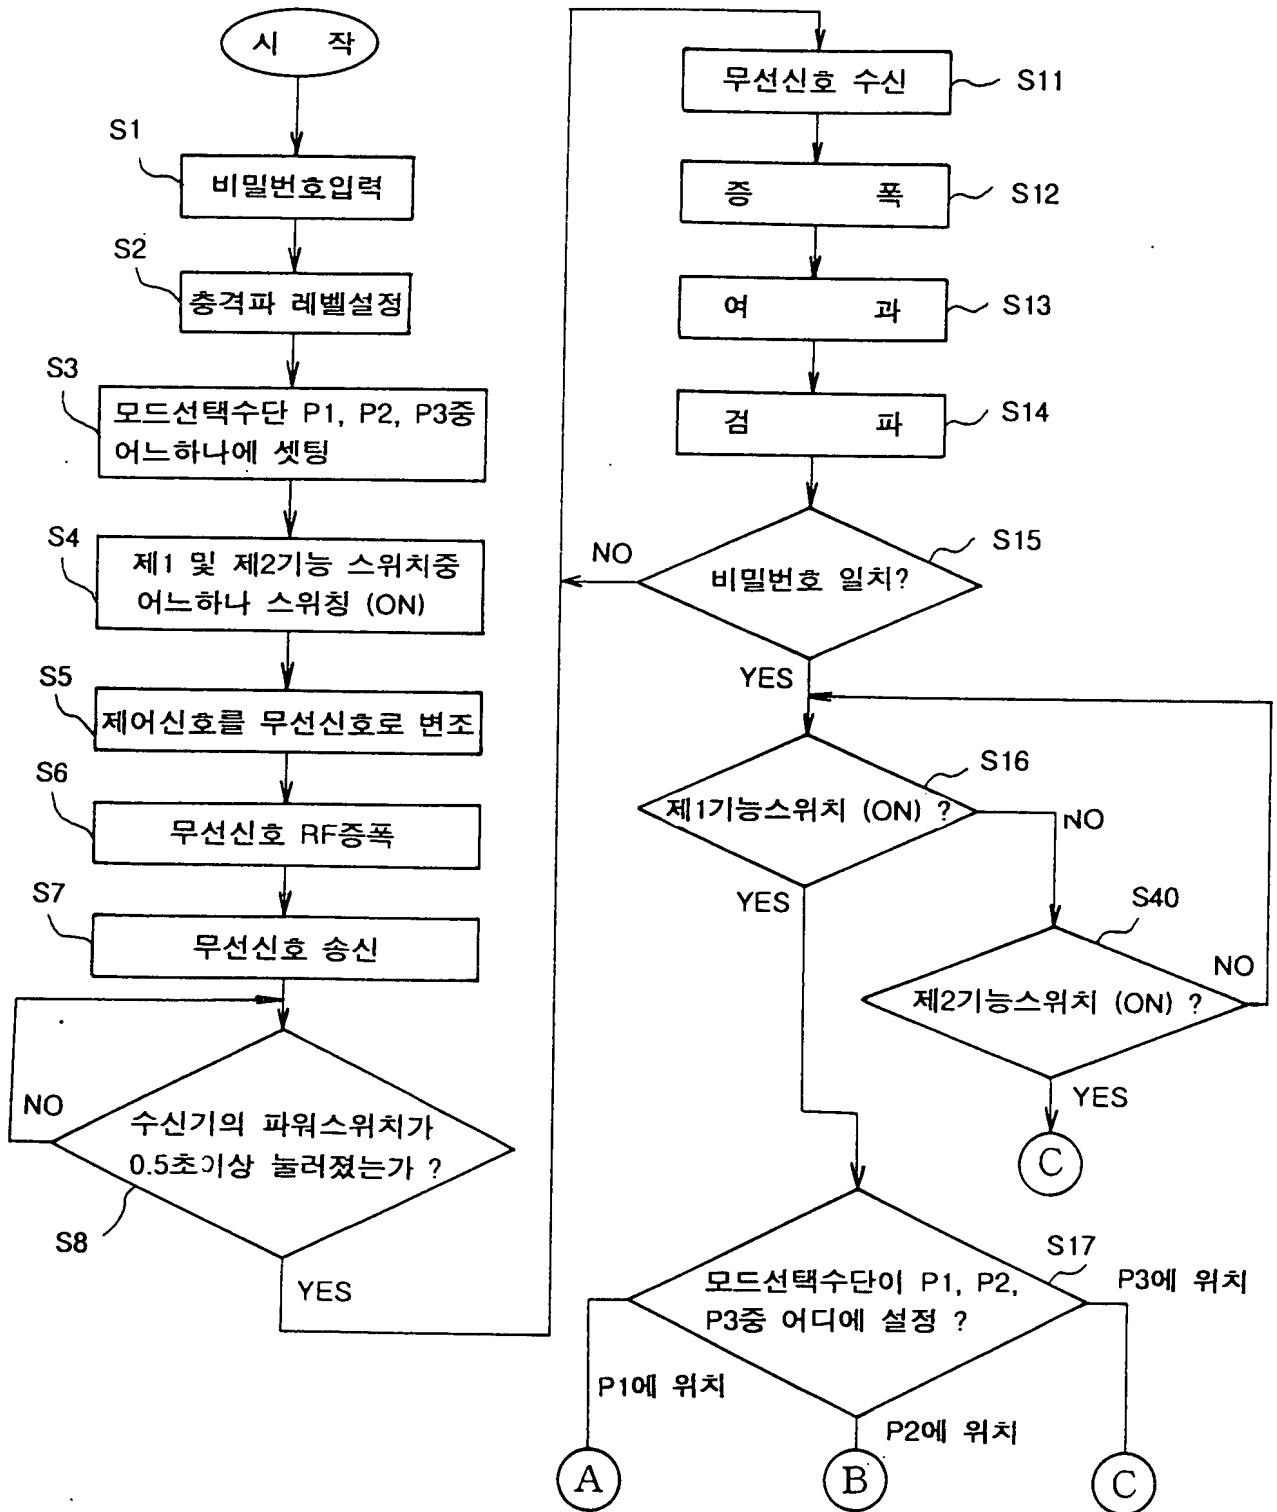 시 작
S1
비밀번호입력
S2
충격파 레벨설정
S3
모드선택수단 P1, P2, P3중
어느하나에 셋팅
S4
제1 및 제2기능 스위치중
어느하나 스위칭 (ON)
S5
제어신호를 무선신호로 변조
S6
무선신호 RF증폭
S7
무선신호 송신
NO
수신기의 파워스위치가
0.5초이상 눌러졌는가 ?
S8
YES
무선신호 수신
S11
증 폭
S12
여 과
S13
검 파
S14
NO
S15
비밀번호 일치?
YES
S16
제1기능스위치 (ON) ?
NO
YES
S40
NO
제2기능스위치 (ON) ?
YES
C
S17
모드선택수단이 P1, P2,
P3중 어디에 설정 ?
P3에 위치
P1에 위치
P2에 위치
A
B
C